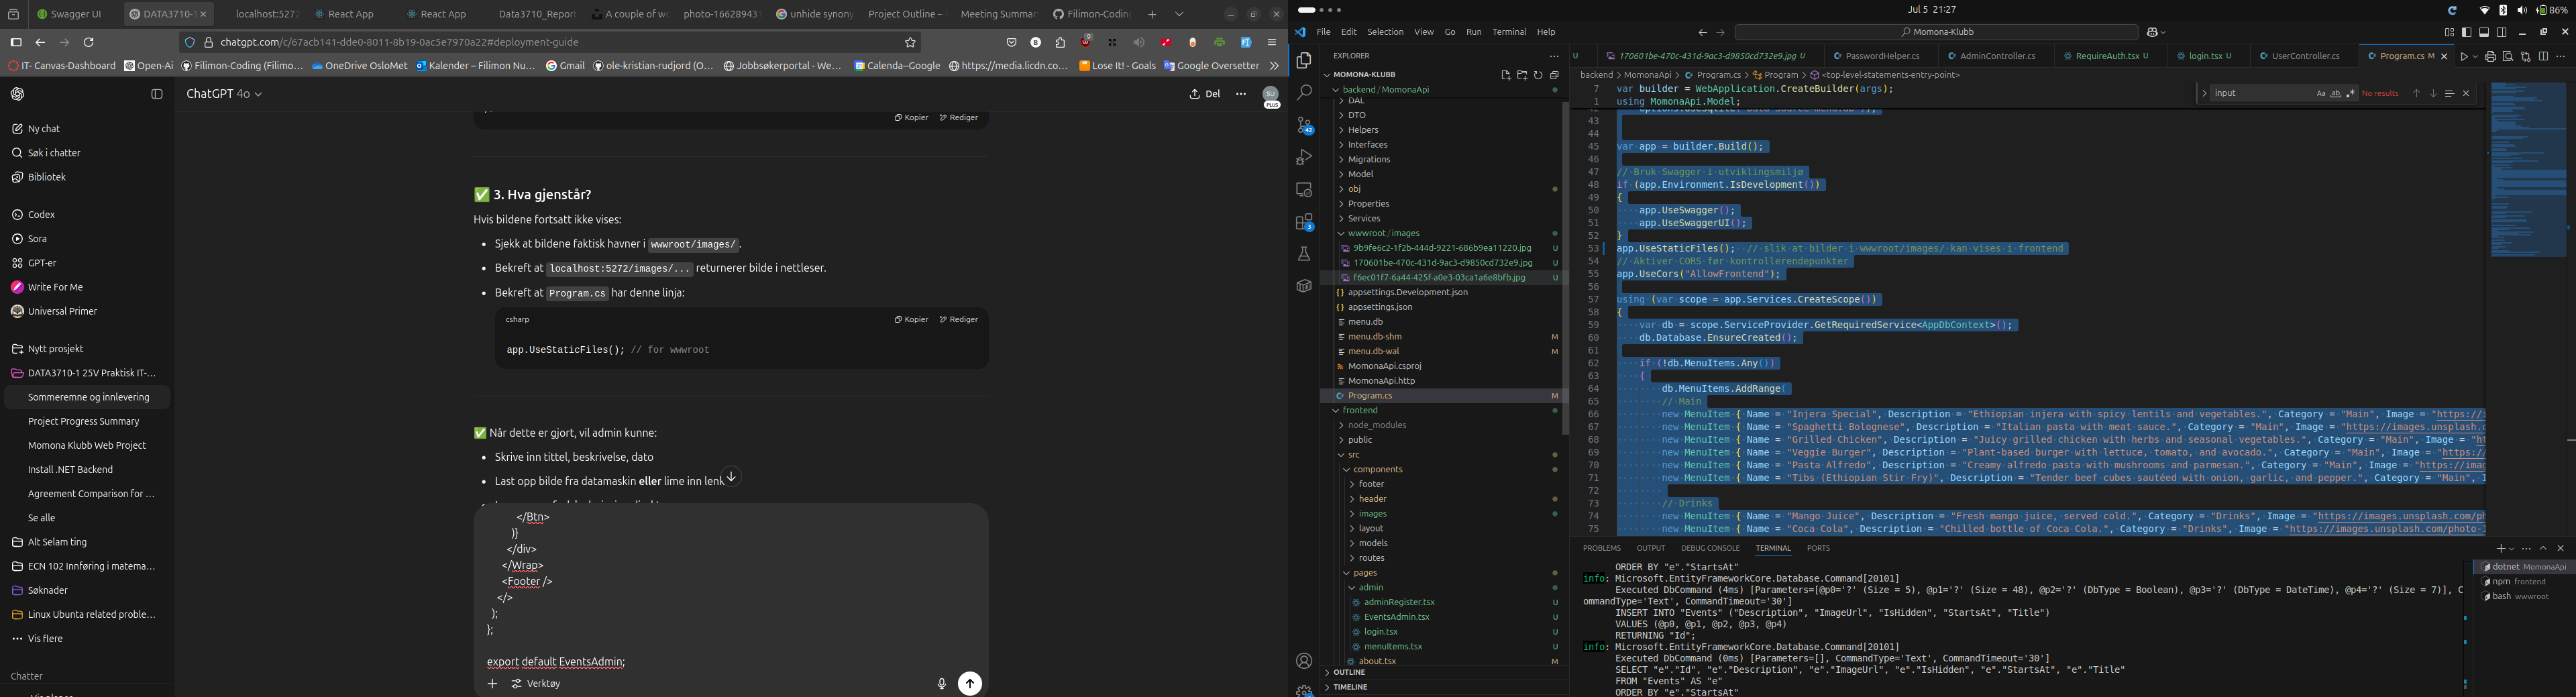 Swagger UI
DATA3710-1
localhost:5272
React App
React App
Data3710_Report
A couple of wo
photo-166289431
unhide synony
Project Outline –
Meeting Summar
Filimon-Coding
chatgpt.com/c/67acb141-dde0-8011-8b19-0ac5e7970a22#deployment-guide
IT- Canvas-Dashboard
Open-Ai
Filimon-Coding (Filimo…
OneDrive OsloMet
Kalender – Filimon Nu…
Gmail
ole-kristian-rudjord (O…
Jobbsøkerportal - We…
Calenda--Google
https://media.licdn.co…
Lose It! - Goals
Google Oversetter
ChatGPT 4o
Del
SU
PLUS
Ny chat
Søk i chatter
Bibliotek
Codex
Sora
GPT-er
Write For Me
Universal Primer
Nytt prosjekt
DATA3710-1 25V Praktisk IT-…
Sommeremne og innlevering
Project Progress Summary
Momona Klubb Web Project
Install .NET Backend
Agreement Comparison for …
Se alle
Alt Selam ting
ECN 102 Innføring i matema…
Søknader
Linux Ubunta related proble…
Vis flere
Chatter
Kopier
Rediger
✅ 3. Hva gjenstår?
Hvis bildene fortsatt ikke vises:
• Sjekk at bildene faktisk havner i wwwroot/images/ .
• Bekreft at localhost:5272/images/... returnerer bilde i nettleser.
• Bekreft at Program.cs har denne linja:
csharp
Kopier
Rediger
app.UseStaticFiles(); // for wwwroot
✅ Når dette er gjort, vil admin kunne:
• Skrive inn tittel, beskrivelse, dato
• Last opp bilde fra datamaskin eller lime inn lenk
</Btn>
)}
</div>
</Wrap>
<Footer />
</>
);
};
export default EventsAdmin;
Verktøy
Jul 5 21:27
86%
File
Edit
Selection
View
Go
Run
Terminal
Help
Momona-Klubb
EXPLORER
MOMONA-KLUBB
backend / MomonaApi
DAL
DTO
Helpers
Interfaces
Migrations
Model
obj
Properties
Services
wwwroot / images
9b9fe6c2-1f2b-444d-9221-686b9ea11220.jpg U
170601be-470c-431d-9ac3-d9850cd732e9.jpg U
f6ec01f7-6a44-425f-a0e3-03ca1a6e8bfb.jpg U
appsettings.Development.json
appsettings.json
menu.db
menu.db-shm M
menu.db-wal M
MomonaApi.csproj
MomonaApi.http
Program.cs M
frontend
node_modules
public
src
components
footer
header
images
layout
models
routes
pages
admin
adminRegister.tsx U
EventsAdmin.tsx U
login.tsx U
menuItems.tsx U
about.tsx M
OUTLINE
TIMELINE
42
3
U
170601be-470c-431d-9ac3-d9850cd732e9.jpg U
PasswordHelper.cs
AdminController.cs
RequireAuth.tsx U
login.tsx U
UserController.cs
Program.cs M
backend > MomonaApi > Program.cs > Program > <top-level-statements-entry-point>
input
No results
7 var builder = WebApplication.CreateBuilder(args);
1 using MomonaApi.Model;
43
44
45 var app = builder.Build();
46
47 // Bruk Swagger i utviklingsmiljø
48 if (app.Environment.IsDevelopment())
49 {
50 app.UseSwagger();
51 app.UseSwaggerUI();
52 }
53 app.UseStaticFiles(); // slik at bilder i wwwroot/images/ kan vises i frontend
54 // Aktiver CORS før kontrollerendepunkter
55 app.UseCors("AllowFrontend");
56
57 using (var scope = app.Services.CreateScope())
58 {
59 var db = scope.ServiceProvider.GetRequiredService<AppDbContext>();
60 db.Database.EnsureCreated();
61
62 if (!db.MenuItems.Any())
63 {
64 db.MenuItems.AddRange(
65 // Main
66 new MenuItem { Name = "Injera Special", Description = "Ethiopian injera with spicy lentils and vegetables.", Category = "Main", Image = "https://i
67 new MenuItem { Name = "Spaghetti Bolognese", Description = "Italian pasta with meat sauce.", Category = "Main", Image = "https://images.unsplash.c
68 new MenuItem { Name = "Grilled Chicken", Description = "Juicy grilled chicken with herbs and seasonal vegetables.", Category = "Main", Image = "ht
69 new MenuItem { Name = "Veggie Burger", Description = "Plant-based burger with lettuce, tomato, and avocado.", Category = "Main", Image = "https://i
70 new MenuItem { Name = "Pasta Alfredo", Description = "Creamy alfredo pasta with mushrooms and parmesan.", Category = "Main", Image = "https://imag
71 new MenuItem { Name = "Tibs (Ethiopian Stir Fry)", Description = "Tender beef cubes sautéed with onion, garlic, and pepper.", Category = "Main", I
72
73 // Drinks
74 new MenuItem { Name = "Mango Juice", Description = "Fresh mango juice, served cold.", Category = "Drinks", Image = "https://images.unsplash.com/ph
75 new MenuItem { Name = "Coca Cola", Description = "Chilled bottle of Coca Cola.", Category = "Drinks", Image = "https://images.unsplash.com/photo-1
PROBLEMS
OUTPUT
DEBUG CONSOLE
TERMINAL
PORTS
ORDER BY "e"."StartsAt"
info: Microsoft.EntityFrameworkCore.Database.Command[20101]
Executed DbCommand (4ms) [Parameters=[@p0='?' (Size = 5), @p1='?' (Size = 48), @p2='?' (DbType = Boolean), @p3='?' (DbType = DateTime), @p4='?' (Size = 7)], C
ommandType='Text', CommandTimeout='30']
INSERT INTO "Events" ("Description", "ImageUrl", "IsHidden", "StartsAt", "Title")
VALUES (@p0, @p1, @p2, @p3, @p4)
RETURNING "Id";
info: Microsoft.EntityFrameworkCore.Database.Command[20101]
Executed DbCommand (0ms) [Parameters=[], CommandType='Text', CommandTimeout='30']
SELECT "e"."Id", "e"."Description", "e"."ImageUrl", "e"."IsHidden", "e"."StartsAt", "e"."Title"
FROM "Events" AS "e"
ORDER BY "e"."StartsAt"
dotnet MomonaApi
npm frontend
bash wwwroot